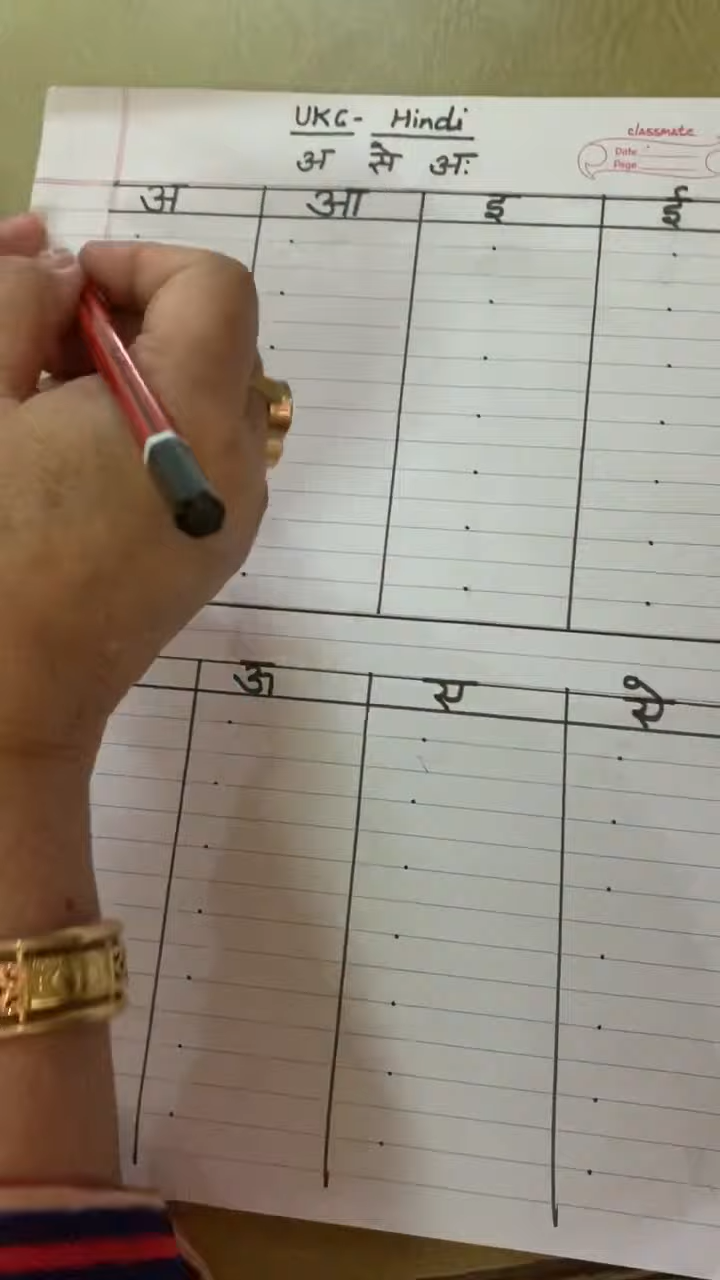 UKG - Hindi
अ से अः
classmate
Date
Page
अ आ इ ई
ऊ ए ऐ